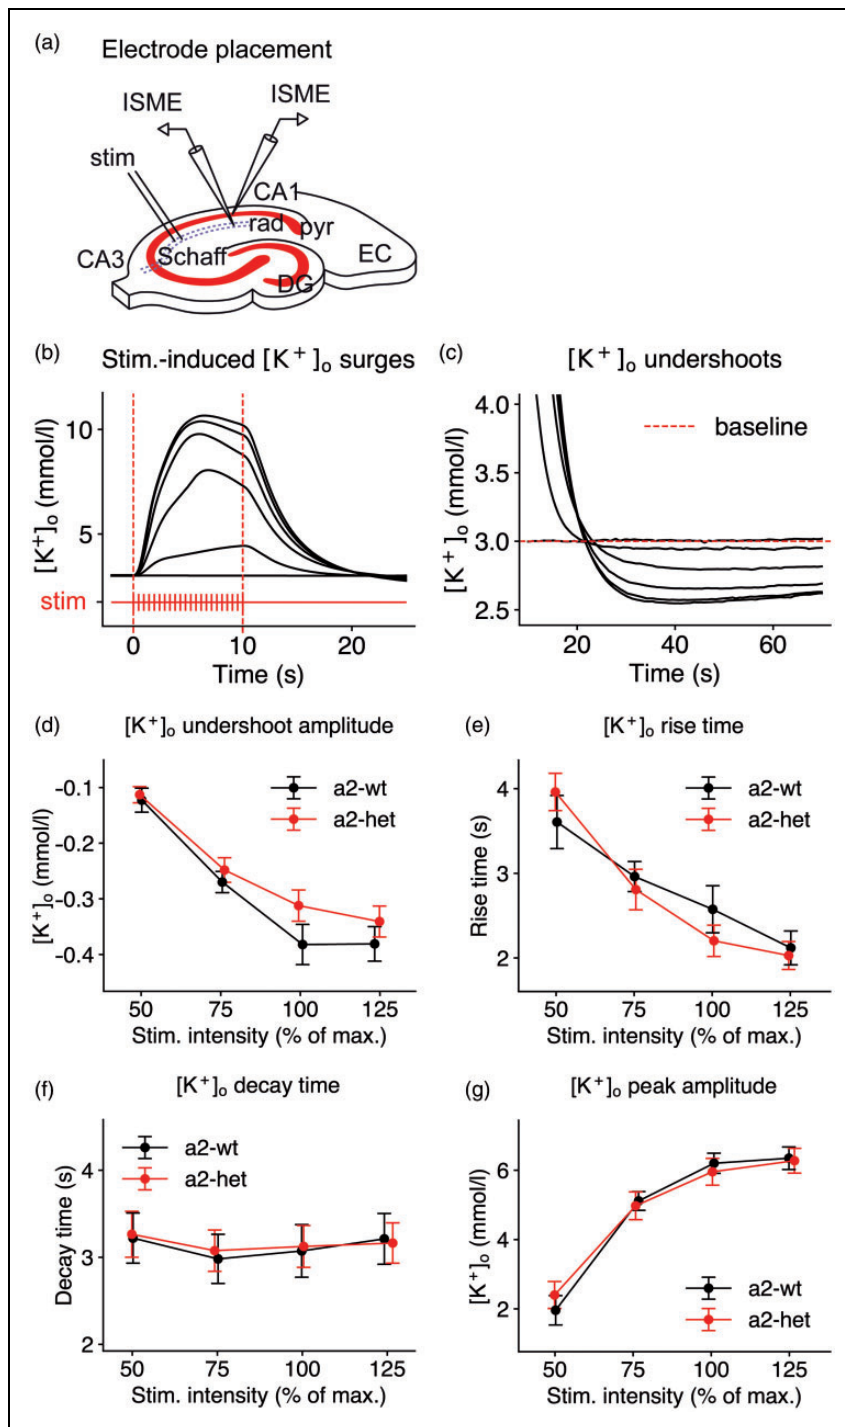 (a) Electrode placement
ISME ISME
stim
CA1
rad pyr
CA3 Schaff EC
DG
(b) Stim.-induced [K⁺]ₒ surges
[K⁺]ₒ (mmol/l)
10
5
stim
0 10 20
Time (s)
(c) [K⁺]ₒ undershoots
[K⁺]ₒ (mmol/l)
4.0
baseline
3.5
3.0
2.5
20 40 60
Time (s)
(d) [K⁺]ₒ undershoot amplitude
[K⁺]ₒ (mmol/l)
-0.1
a2-wt
a2-het
-0.2
-0.3
-0.4
50 75 100 125
Stim. intensity (% of max.)
(e) [K⁺]ₒ rise time
Rise time (s)
4
a2-wt
a2-het
3
2
50 75 100 125
Stim. intensity (% of max.)
(f) [K⁺]ₒ decay time
Decay time (s)
a2-wt
4
a2-het
3
2
50 75 100 125
Stim. intensity (% of max.)
(g) [K⁺]ₒ peak amplitude
[K⁺]ₒ (mmol/l)
6
4
2
a2-wt
a2-het
50 75 100 125
Stim. intensity (% of max.)